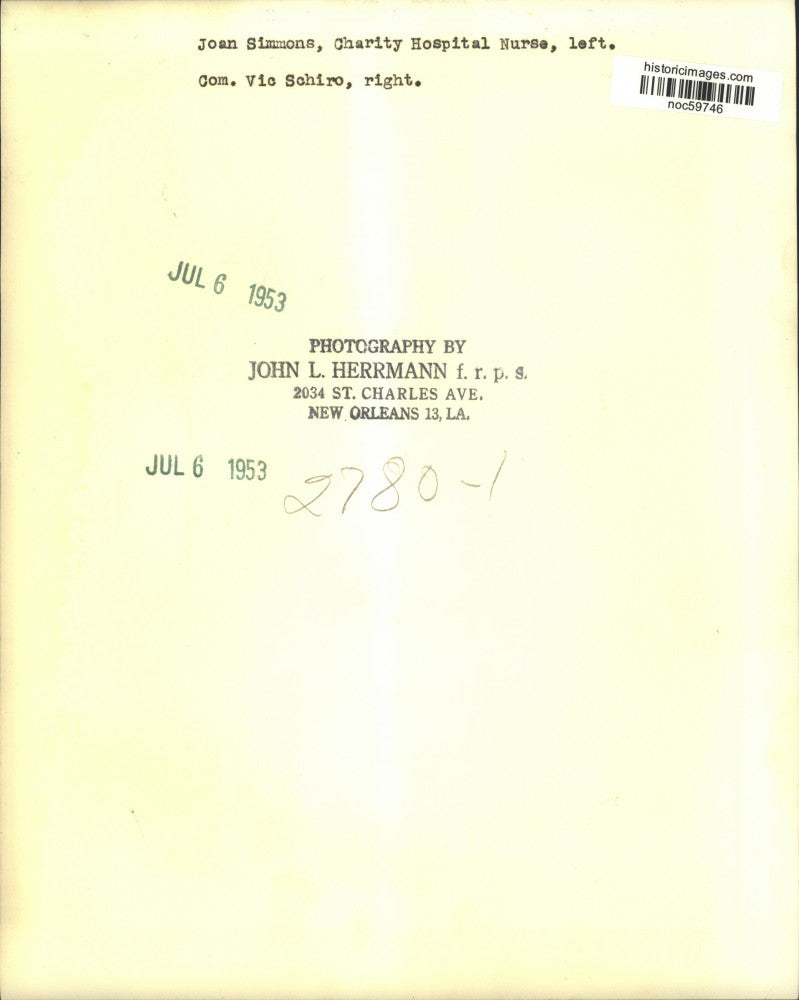 Joan Simmons, Charity Hospital Nurse, left.
Com. Vic Schiro, right.
historicimages.com
noc59746
JUL 6 1953
PHOTOGRAPHY BY
JOHN L. HERRMANN f. r. p. s.
2034 ST. CHARLES AVE.
NEW ORLEANS 13, LA.
JUL 6 1953
2780-1